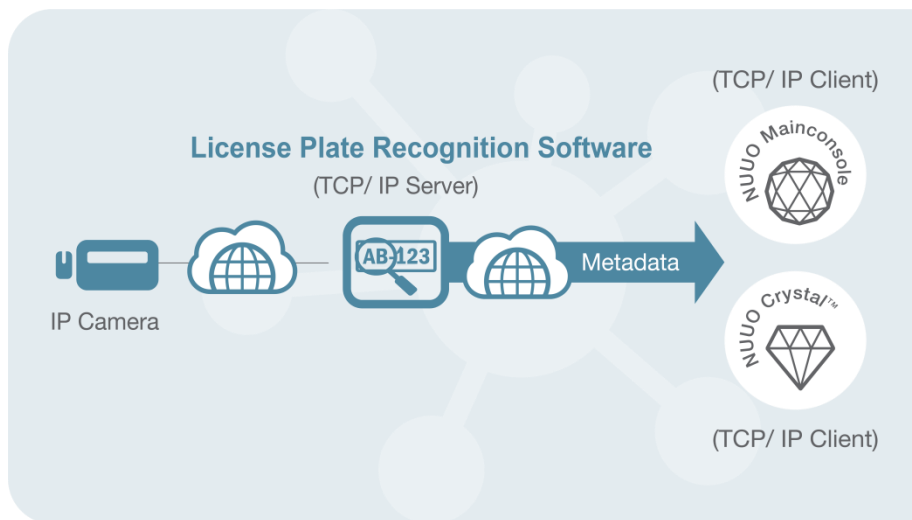 (TCP/ IP Client)
NUUO Mainconsole
License Plate Recognition Software
(TCP/ IP Server)
AB-123
Metadata
IP Camera
NUUO Crystal™
(TCP/ IP Client)